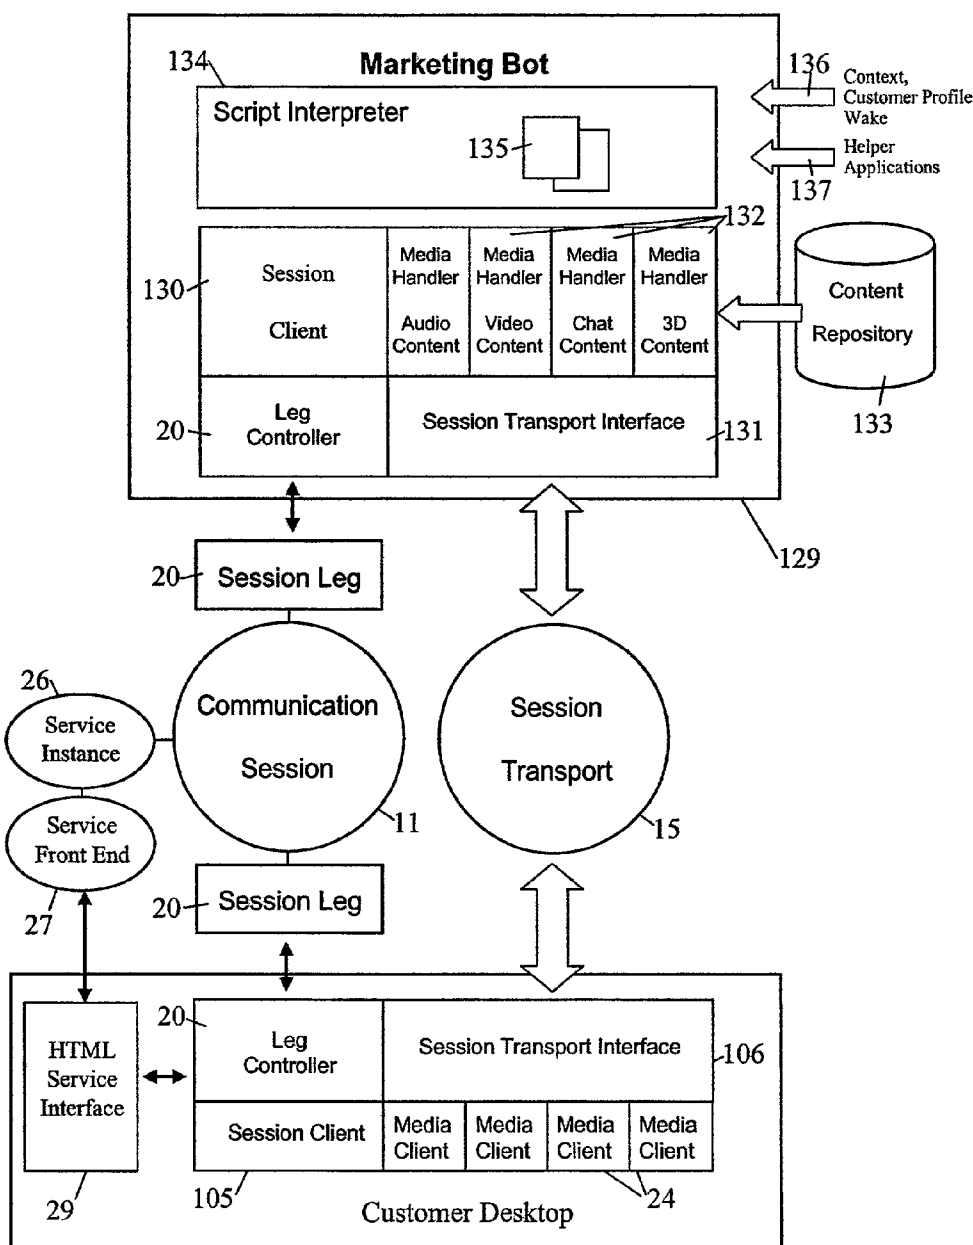 Marketing Bot
134
136
Context,
Customer Profile
Wake
Script Interpreter
135
Helper
Applications
137
132
130
Session
Client
Media
Handler
Audio
Content
Media
Handler
Video
Content
Media
Handler
Chat
Content
Media
Handler
3D
Content
Content
Repository
133
20
Leg
Controller
Session Transport Interface
131
129
20
Session Leg
26
Service
Instance
Communication
Session
11
Session
Transport
15
Service
Front End
27
20
Session Leg
20
HTML
Service
Interface
Leg
Controller
Session Transport Interface
106
Session Client
Media
Client
Media
Client
Media
Client
Media
Client
29
105
24
Customer Desktop